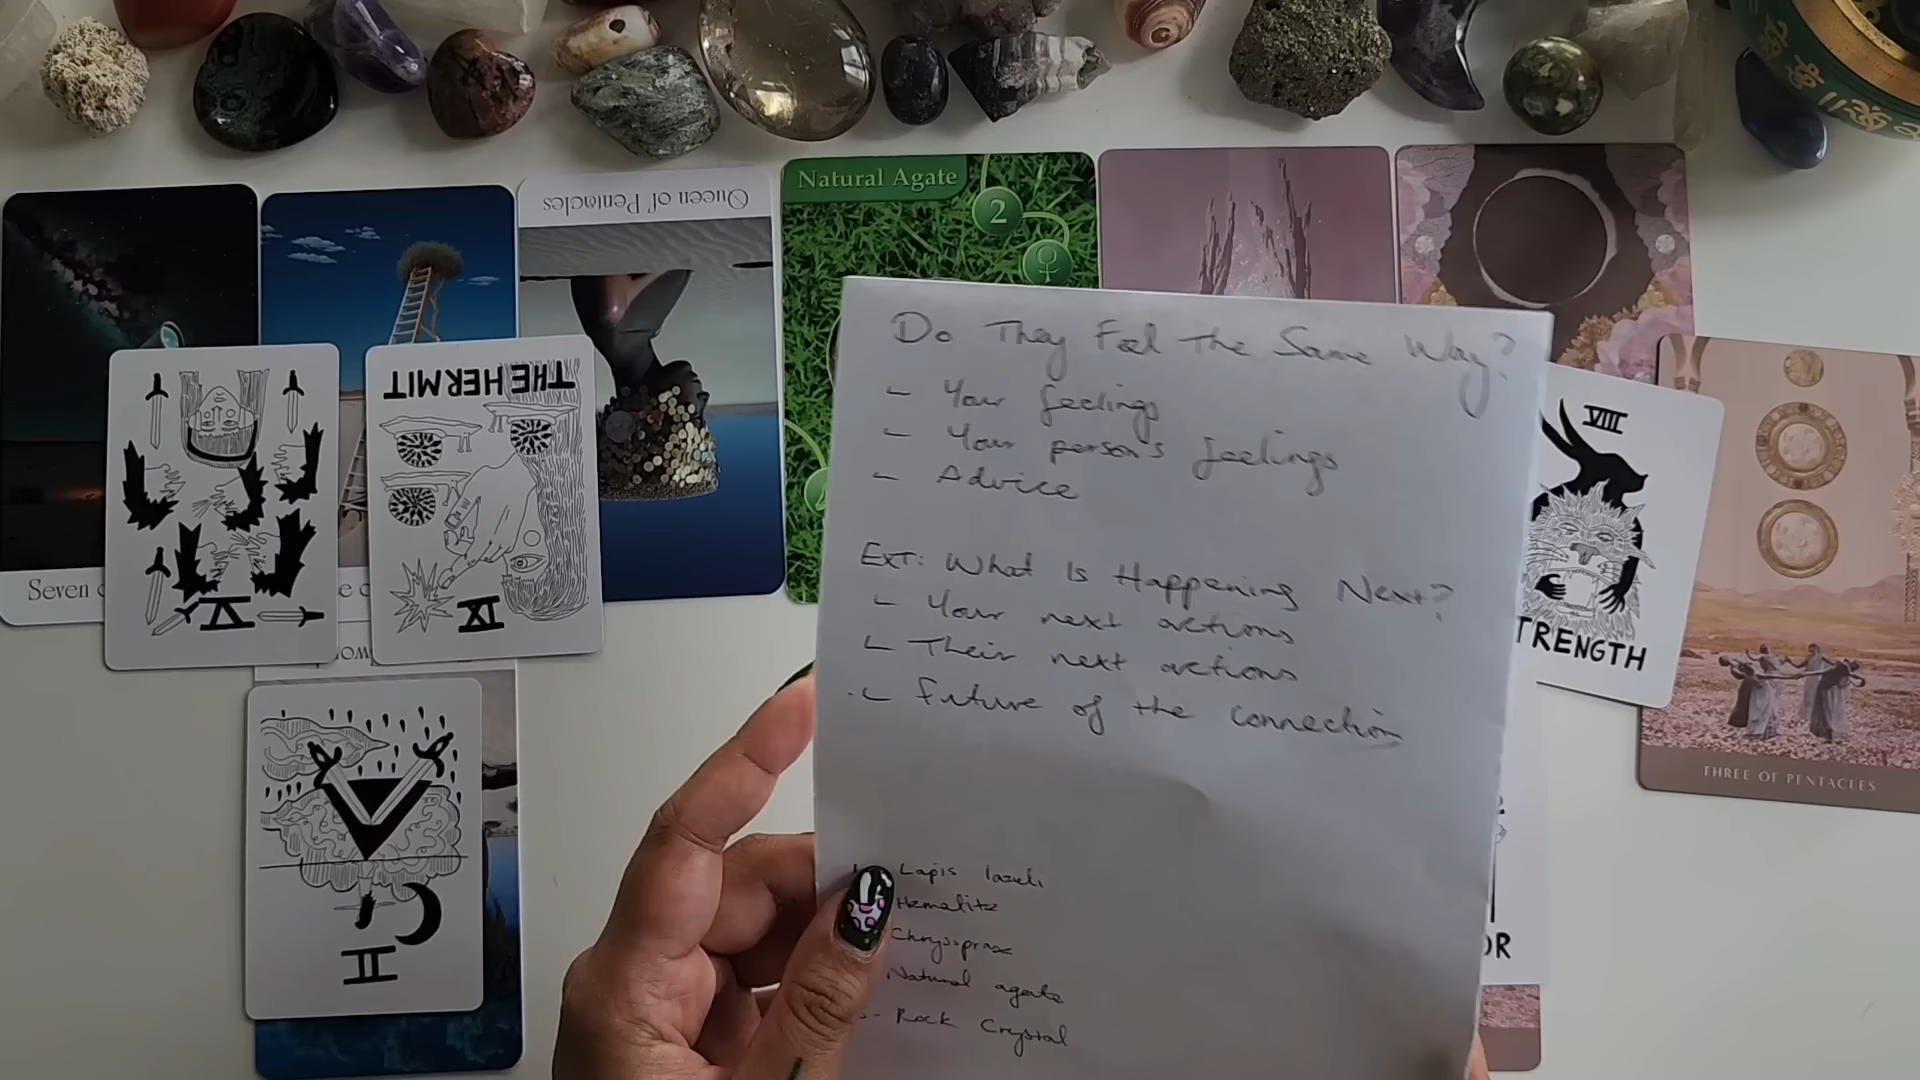 Natural Agate
2
Queen of Pentacles
Seven
THE HERMIT
IX
V
II
VIII
STRENGTH
THREE OF PENTACLES
Do They Feel The Same Way?
Your feelings
Your person's feelings
Advice
EXT: What Is Happening Next?
Your next actions
Their next actions
Future of the connection
Lapis lazuli
Hematite
Chrysoprase
Natural agate
5- Rock Crystal
OR